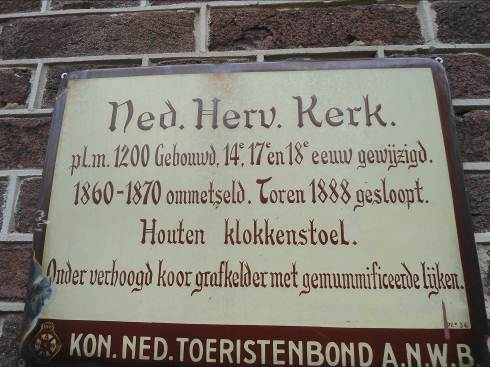 Ned. Herv. Kerk.
pl.m. 1200 Gebouwd, 14e, 17e en 18e eeuw gewijzigd.
1860-1870 ommetseld. Toren 1888 gesloopt.
Houten klokkenstoel.
Onder verhoogd koor grafkelder met gemummificeerde lijken.
KON. NED. TOERISTENBOND A.N.W.B